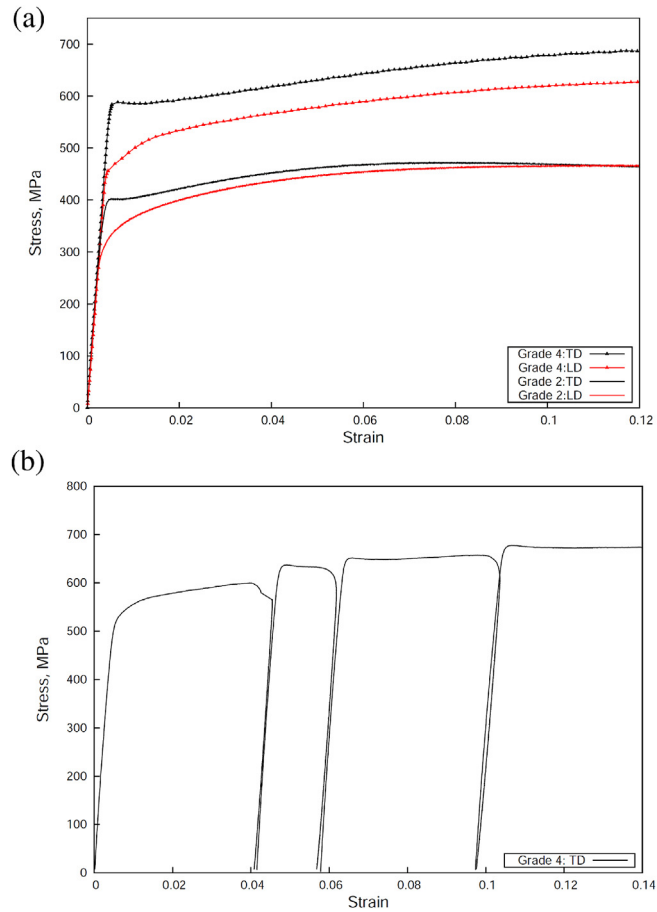 (a)
700
600
500
400
300
200
100
0
Stress, MPa
0
0.02
0.04
0.06
0.08
0.1
0.12
Strain
Grade 4:TD
Grade 4:LD
Grade 2:TD
Grade 2:LD
(b)
800
700
600
500
400
300
200
100
0
Stress, MPa
0
0.02
0.04
0.06
0.08
0.1
0.12
0.14
Strain
Grade 4: TD